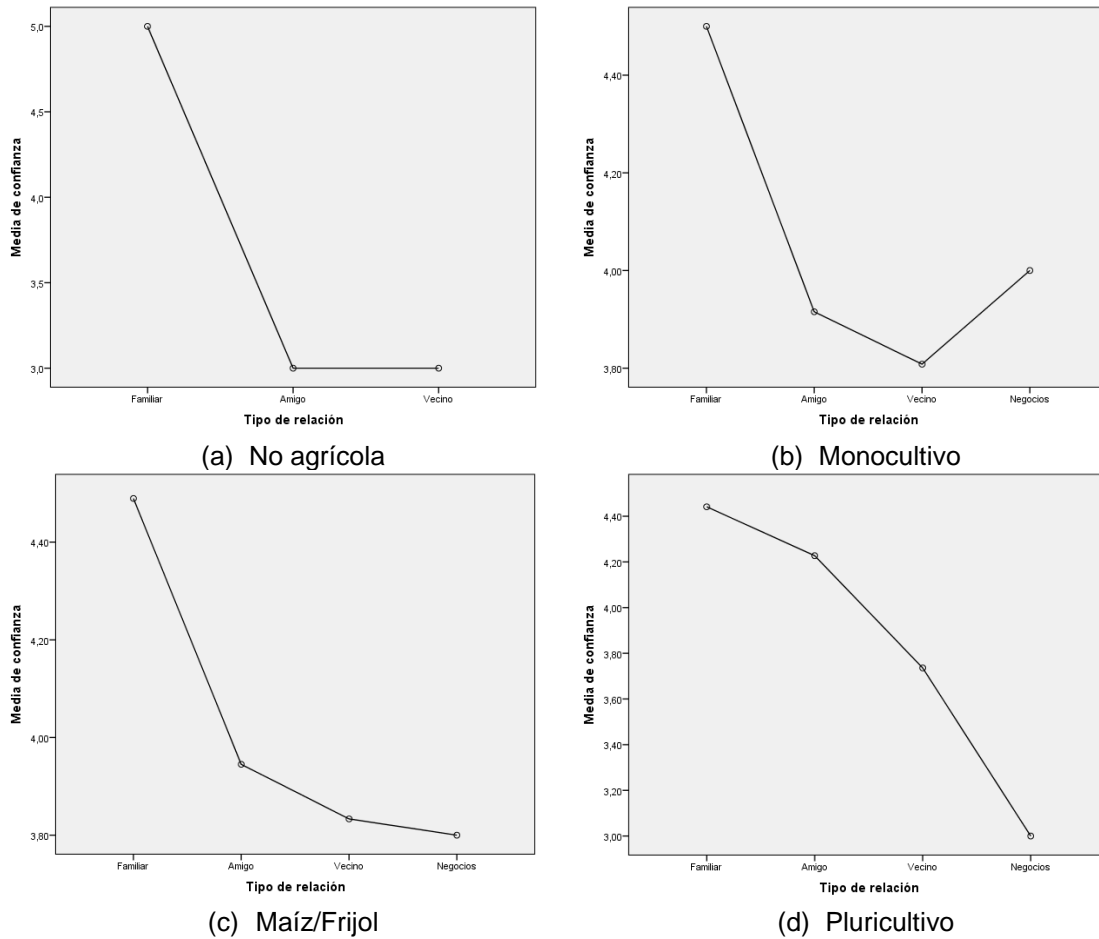 5,0
4,5
4,0
3,5
3,0
Media de confianza
Familiar Amigo Vecino
Tipo de relación
(a) No agrícola
4,40
4,20
4,00
3,80
Media de confianza
Familiar Amigo Vecino Negocios
Tipo de relación
(b) Monocultivo
4,40
4,20
4,00
3,80
Media de confianza
Familiar Amigo Vecino Negocios
Tipo de relación
(c) Maíz/Frijol
4,40
4,20
4,00
3,80
3,60
3,40
3,20
3,00
Media de confianza
Familiar Amigo Vecino Negocios
Tipo de relación
(d) Pluricultivo